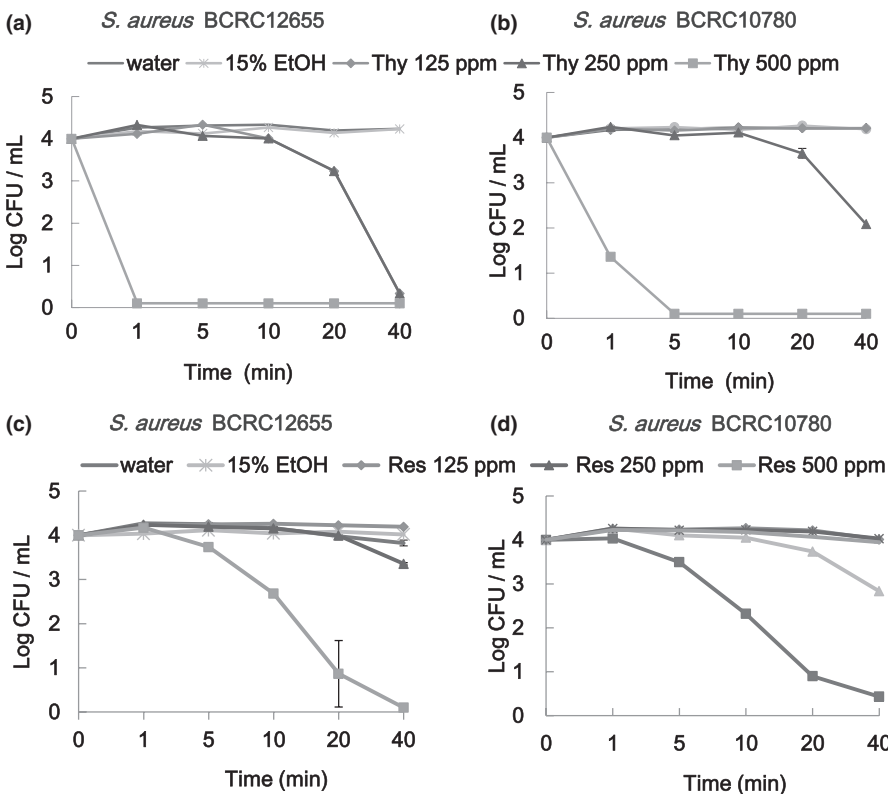 (a) S. aureus BCRC12655
(b) S. aureus BCRC10780
water 15% EtOH Thy 125 ppm Thy 250 ppm Thy 500 ppm
5
4
3
2
1
0
Log CFU / mL
0 1 5 10 20 40
Time (min)
5
4
3
2
1
0
Log CFU / mL
0 1 5 10 20 40
Time (min)
(c) S. aureus BCRC12655
(d) S. aureus BCRC10780
water 15% EtOH Res 125 ppm Res 250 ppm Res 500 ppm
5
4
3
2
1
0
Log CFU / mL
0 1 5 10 20 40
Time (min)
5
4
3
2
1
0
Log CFU / mL
0 1 5 10 20 40
Time (min)